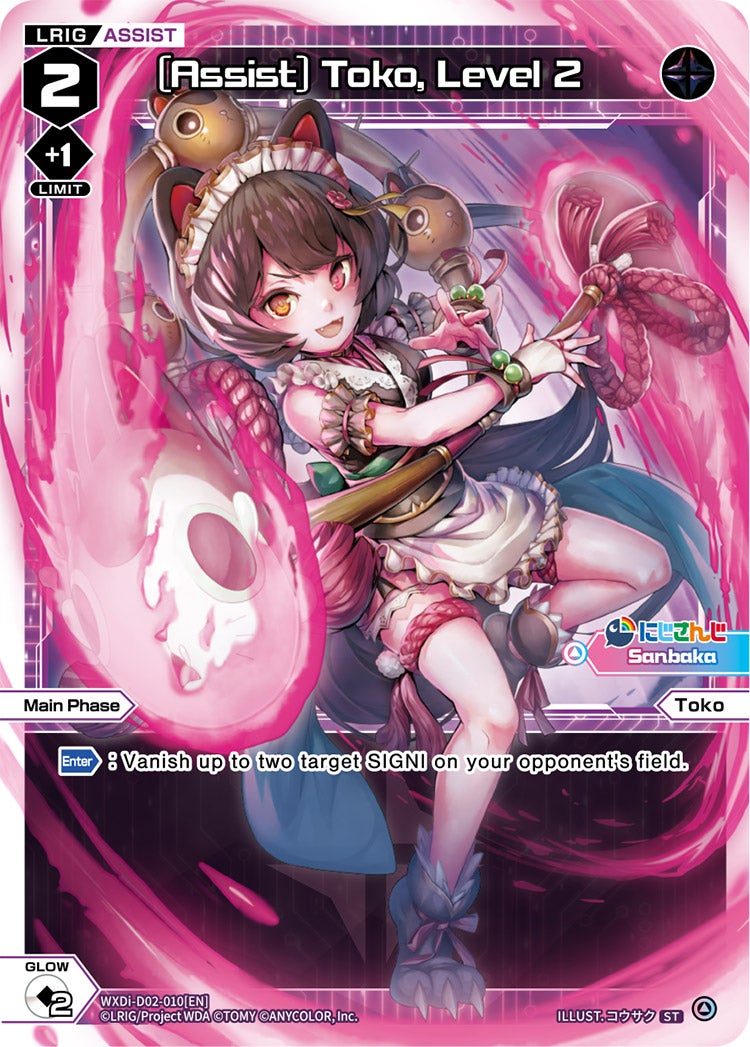 LRIG ASSIST
2
[Assist] Toko, Level 2
+1
LIMIT
にじさんじ
Sanbaka
Main Phase
Toko
Enter : Vanish up to two target SIGNI on your opponent's field.
GLOW
2
WXDi-D02-010[EN]
©LRIG/Project WDA ©TOMY ©ANYCOLOR, Inc.
ILLUST. コウサク ST